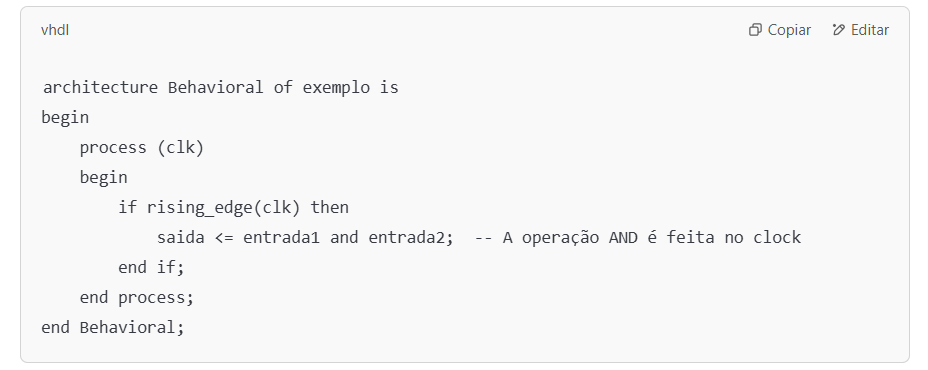 vhdl
Copiar
Editar
architecture Behavioral of exemplo is
begin
    process (clk)
    begin
        if rising_edge(clk) then
            saida <= entrada1 and entrada2;  -- A operação AND é feita no clock
        end if;
    end process;
end Behavioral;